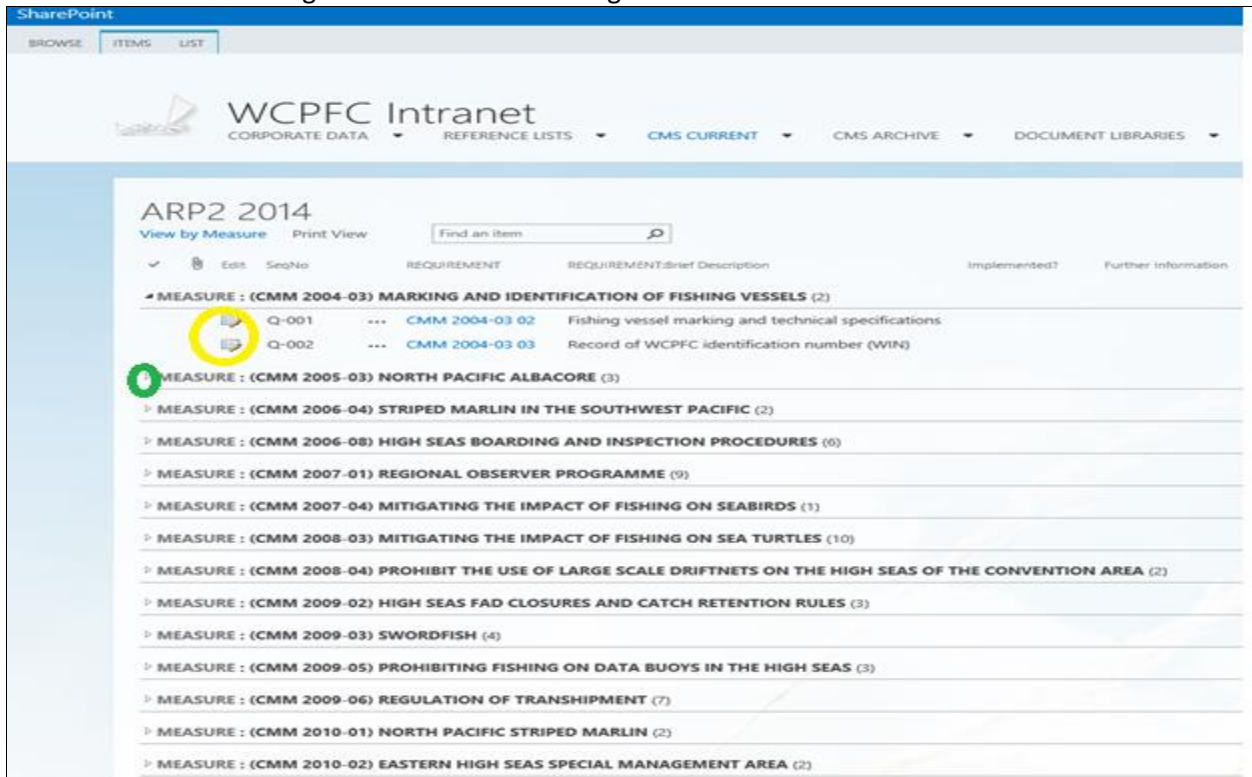 SharePoint
BROWSE ITEMS LIST
WCPFC Intranet
CORPORATE DATA REFERENCE LISTS CMS CURRENT CMS ARCHIVE DOCUMENT LIBRARIES
ARP2 2014
View by Measure Print View Find an item
Edit SeqNo REQUIREMENT REQUIREMENT:Brief Description Implemented? Further information
MEASURE : (CMM 2004-03) MARKING AND IDENTIFICATION OF FISHING VESSELS (2)
Q-001 ... CMM 2004-03 02 Fishing vessel marking and technical specifications
Q-002 ... CMM 2004-03 03 Record of WCPFC identification number (WIN)
MEASURE : (CMM 2005-03) NORTH PACIFIC ALBACORE (3)
MEASURE : (CMM 2006-04) STRIPED MARLIN IN THE SOUTHWEST PACIFIC (2)
MEASURE : (CMM 2006-08) HIGH SEAS BOARDING AND INSPECTION PROCEDURES (6)
MEASURE : (CMM 2007-01) REGIONAL OBSERVER PROGRAMME (9)
MEASURE : (CMM 2007-04) MITIGATING THE IMPACT OF FISHING ON SEABIRDS (1)
MEASURE : (CMM 2008-03) MITIGATING THE IMPACT OF FISHING ON SEA TURTLES (10)
MEASURE : (CMM 2008-04) PROHIBIT THE USE OF LARGE SCALE DRIFTNETS ON THE HIGH SEAS OF THE CONVENTION AREA (2)
MEASURE : (CMM 2009-02) HIGH SEAS FAD CLOSURES AND CATCH RETENTION RULES (3)
MEASURE : (CMM 2009-03) SWORDFISH (4)
MEASURE : (CMM 2009-05) PROHIBITING FISHING ON DATA BUOYS IN THE HIGH SEAS (3)
MEASURE : (CMM 2009-06) REGULATION OF TRANSHIPMENT (7)
MEASURE : (CMM 2010-01) NORTH PACIFIC STRIPED MARLIN (2)
MEASURE : (CMM 2010-02) EASTERN HIGH SEAS SPECIAL MANAGEMENT AREA (2)